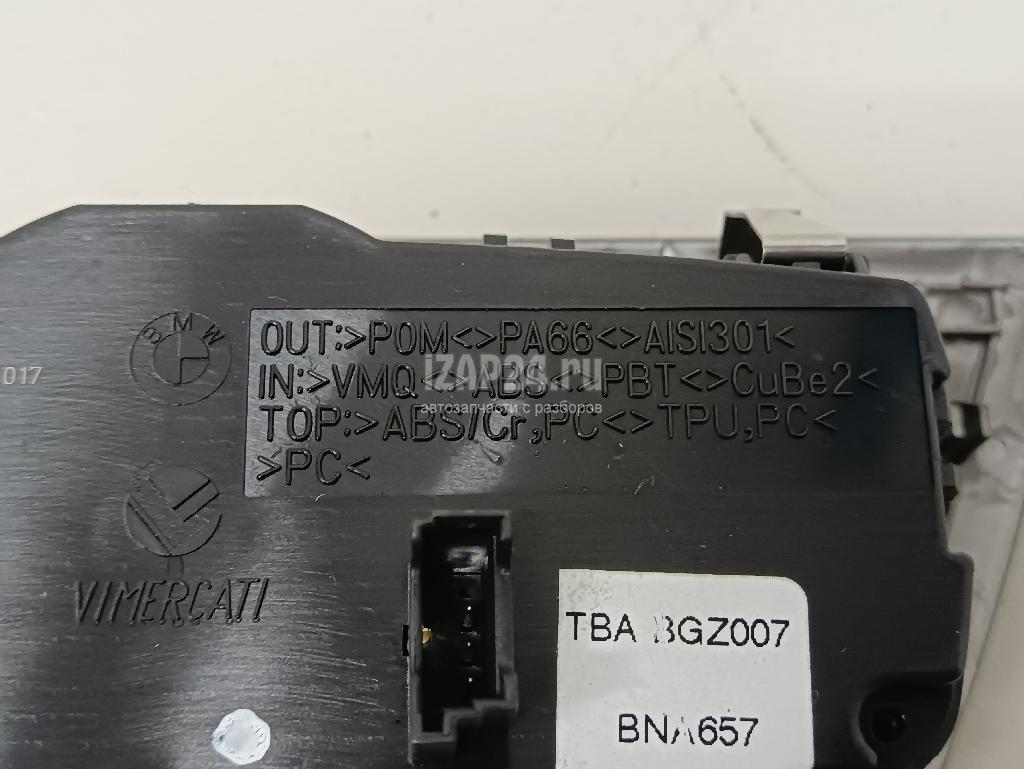 BMW
OUT:>POM<>PA66<>AISI301<
IN:>VMQ<>ABS<>PBT<>CuBe2<
TOP:>ABS/Cr,PC<>TPU,PC<
>PC<
017
IZAP24.ru
автозапчасти с разборов
VIMERCATI
TBA BGZ007
BNA657